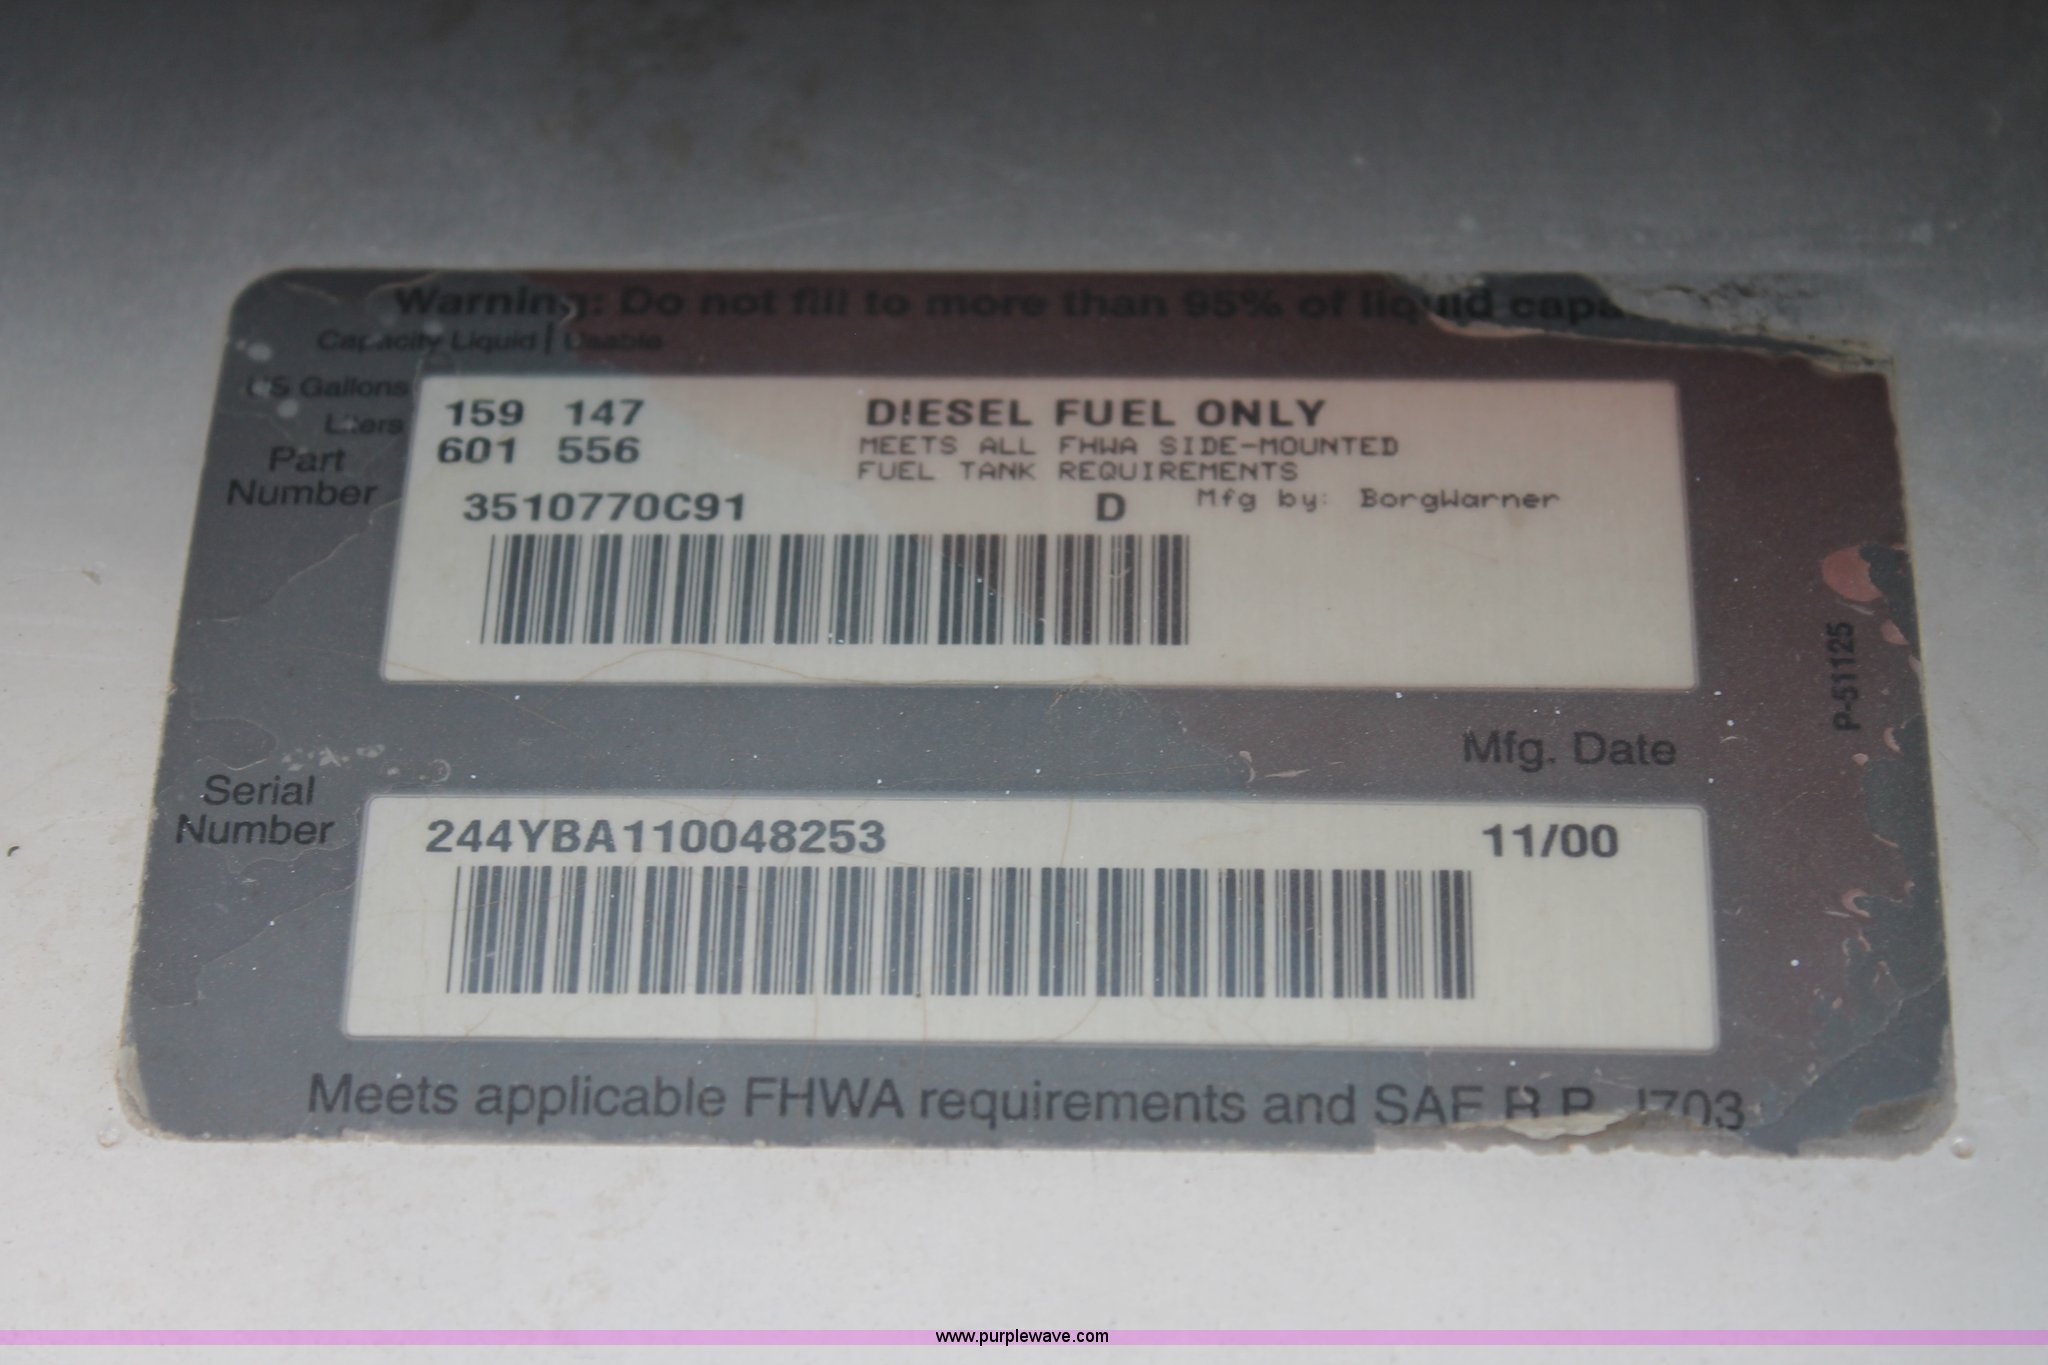 Warning: Do not fill to more than 95% of liquid capa
Capacity Liquid | Usable
US Gallons 159 147 DIESEL FUEL ONLY
Liters 601 556 MEETS ALL FHWA SIDE-MOUNTED
FUEL TANK REQUIREMENTS
Part
Number 3510770C91 D Mfg by: BorgWarner
P-51125
Mfg. Date
Serial
Number 244YBA110048253 11/00
Meets applicable FHWA requirements and SAE R.P. J703
www.purplewave.com